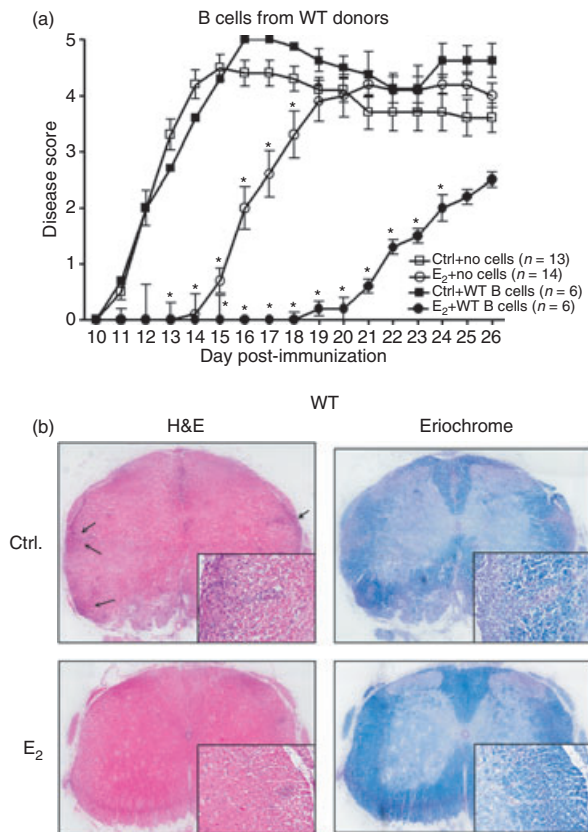 (a)
B cells from WT donors
5
4
3
2
1
0
Disease score
* * * * * * * * * * * * * * *
10 11 12 13 14 15 16 17 18 19 20 21 22 23 24 25 26
Day post-immunization
Ctrl+no cells (n = 13)
E₂+no cells (n = 14)
Ctrl+WT B cells (n = 6)
E₂+WT B cells (n = 6)
WT
(b)
H&E
Eriochrome
Ctrl.
E₂